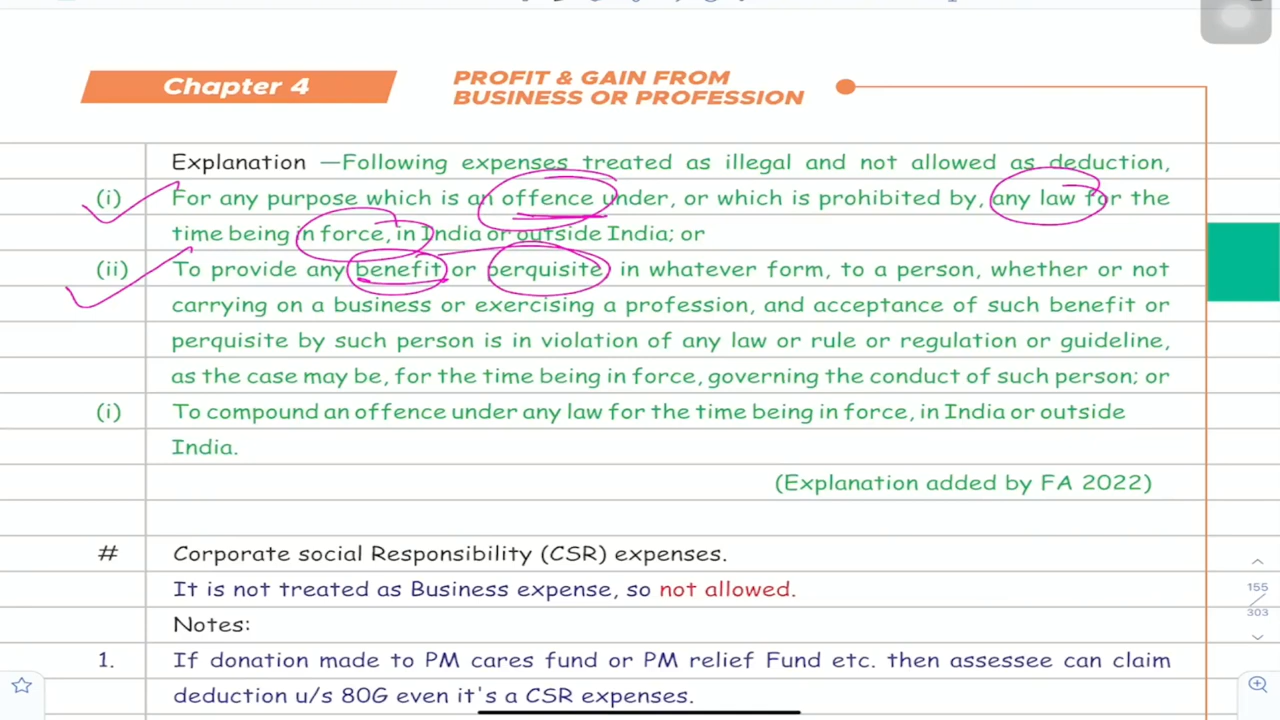 Chapter 4
PROFIT & GAIN FROM
BUSINESS OR PROFESSION
Explanation —Following expenses treated as illegal and not allowed as deduction,
(i) For any purpose which is an offence under, or which is prohibited by, any law for the
time being in force, in India or outside India; or
(ii) To provide any benefit or perquisite in whatever form, to a person, whether or not
carrying on a business or exercising a profession, and acceptance of such benefit or
perquisite by such person is in violation of any law or rule or regulation or guideline,
as the case may be, for the time being in force, governing the conduct of such person; or
(i) To compound an offence under any law for the time being in force, in India or outside
India.
(Explanation added by FA 2022)
# Corporate social Responsibility (CSR) expenses.
It is not treated as Business expense, so not allowed.
Notes:
1. If donation made to PM cares fund or PM relief Fund etc. then assessee can claim
deduction u/s 80G even it's a CSR expenses.
155
303